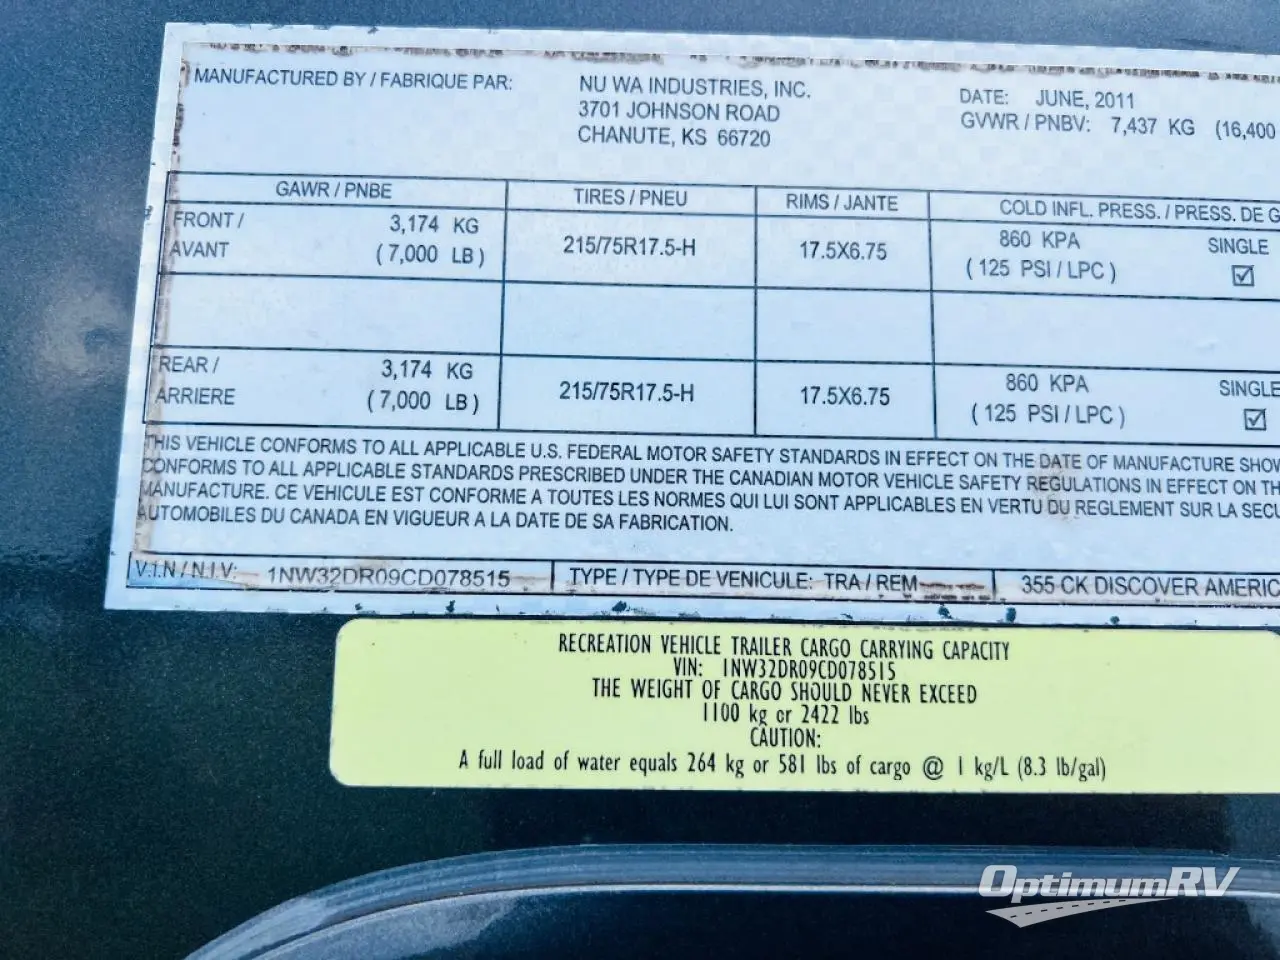 MANUFACTURED BY / FABRIQUE PAR: NU WA INDUSTRIES, INC. DATE: JUNE, 2011
3701 JOHNSON ROAD GVWR / PNBV: 7,437 KG (16,400
CHANUTE, KS 66720
GAWR / PNBE TIRES / PNEU RIMS / JANTE COLD INFL. PRESS. / PRESS. DE G
FRONT / 3,174 KG 215/75R17.5-H 17.5X6.75 860 KPA SINGLE
AVANT (7,000 LB) (125 PSI / LPC) ☑
REAR / 3,174 KG 215/75R17.5-H 17.5X6.75 860 KPA SINGLE
ARRIERE (7,000 LB) (125 PSI / LPC) ☑
THIS VEHICLE CONFORMS TO ALL APPLICABLE U.S. FEDERAL MOTOR SAFETY STANDARDS IN EFFECT ON THE DATE OF MANUFACTURE SHOW
CONFORMS TO ALL APPLICABLE STANDARDS PRESCRIBED UNDER THE CANADIAN MOTOR VEHICLE SAFETY REGULATIONS IN EFFECT ON TH
MANUFACTURE. CE VEHICULE EST CONFORME A TOUTES LES NORMES QUI LUI SONT APPLICABLES EN VERTU DU REGLEMENT SUR LA SECU
AUTOMOBILES DU CANADA EN VIGUEUR A LA DATE DE SA FABRICATION.
V.I.N / N.I.V: 1NW32DR09CD078515 TYPE / TYPE DE VENICULE: TRA / REM 355 CK DISCOVER AMERIC
RECREATION VEHICLE TRAILER CARGO CARRYING CAPACITY
VIN: 1NW32DR09CD078515
THE WEIGHT OF CARGO SHOULD NEVER EXCEED
1100 kg or 2422 lbs
CAUTION:
A full load of water equals 264 kg or 581 lbs of cargo @ 1 kg/L (8.3 lb/gal)
OptimumRV